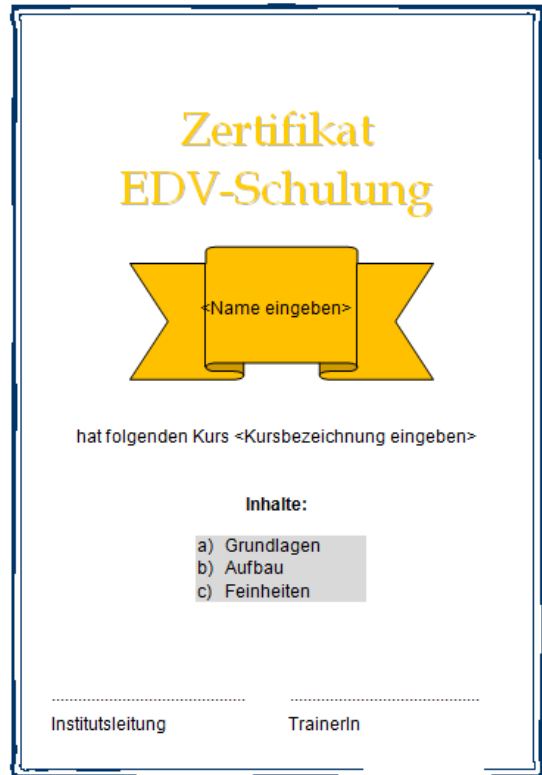 Zertifikat
EDV-Schulung
<Name eingeben>
hat folgenden Kurs <Kursbezeichnung eingeben>
Inhalte:
a) Grundlagen
b) Aufbau
c) Feinheiten
Institutsleitung TrainerIn